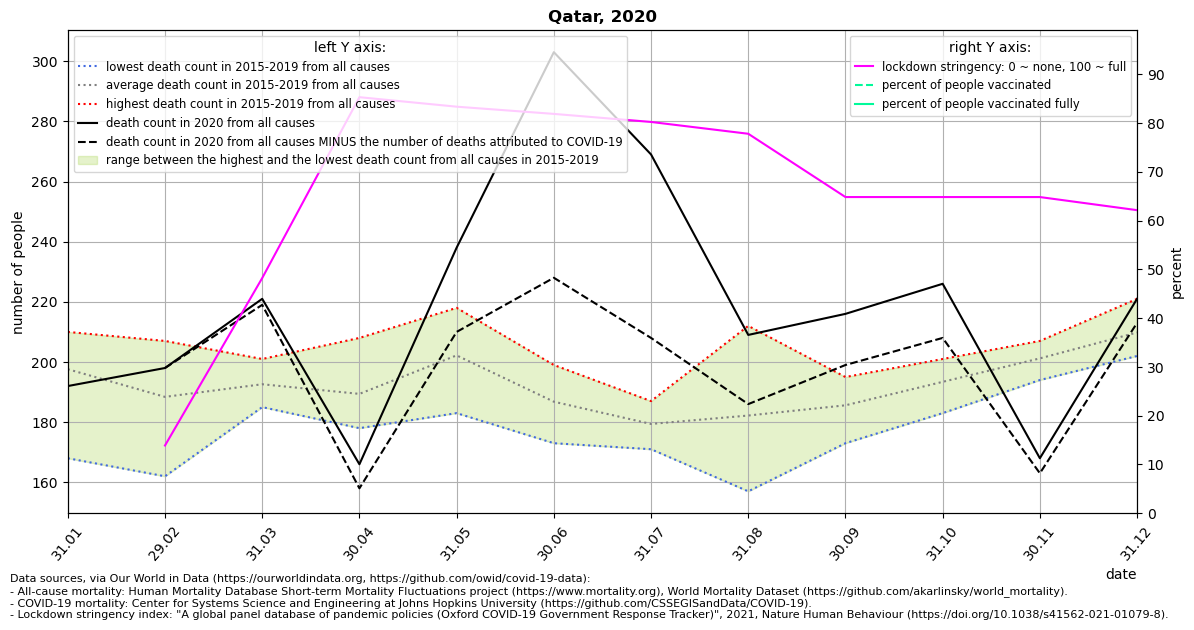 Qatar, 2020
left Y axis:
lowest death count in 2015-2019 from all causes
average death count in 2015-2019 from all causes
highest death count in 2015-2019 from all causes
death count in 2020 from all causes
death count in 2020 from all causes MINUS the number of deaths attributed to COVID-19
range between the highest and the lowest death count from all causes in 2015-2019
right Y axis:
lockdown stringency: 0 ~ none, 100 ~ full
percent of people vaccinated
percent of people vaccinated fully
number of people
300
280
260
240
220
200
180
160
percent
90
80
70
60
50
40
30
20
10
0
31.01
29.02
31.03
30.04
31.05
30.06
31.07
31.08
30.09
31.10
30.11
31.12
date
Data sources, via Our World in Data (https://ourworldindata.org, https://github.com/owid/covid-19-data):
- All-cause mortality: Human Mortality Database Short-term Mortality Fluctuations project (https://www.mortality.org), World Mortality Dataset (https://github.com/akarlinsky/world_mortality).
- COVID-19 mortality: Center for Systems Science and Engineering at Johns Hopkins University (https://github.com/CSSEGISandData/COVID-19).
- Lockdown stringency index: "A global panel database of pandemic policies (Oxford COVID-19 Government Response Tracker)", 2021, Nature Human Behaviour (https://doi.org/10.1038/s41562-021-01079-8).